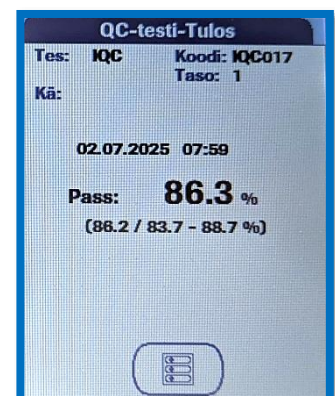 QC-testi-Tulos
Tes: IQC Koodi: IQC017
Taso: 1
Kä:
02.07.2025 07:59
Pass: 86.3 %
(86.2 / 83.7 - 88.7 %)